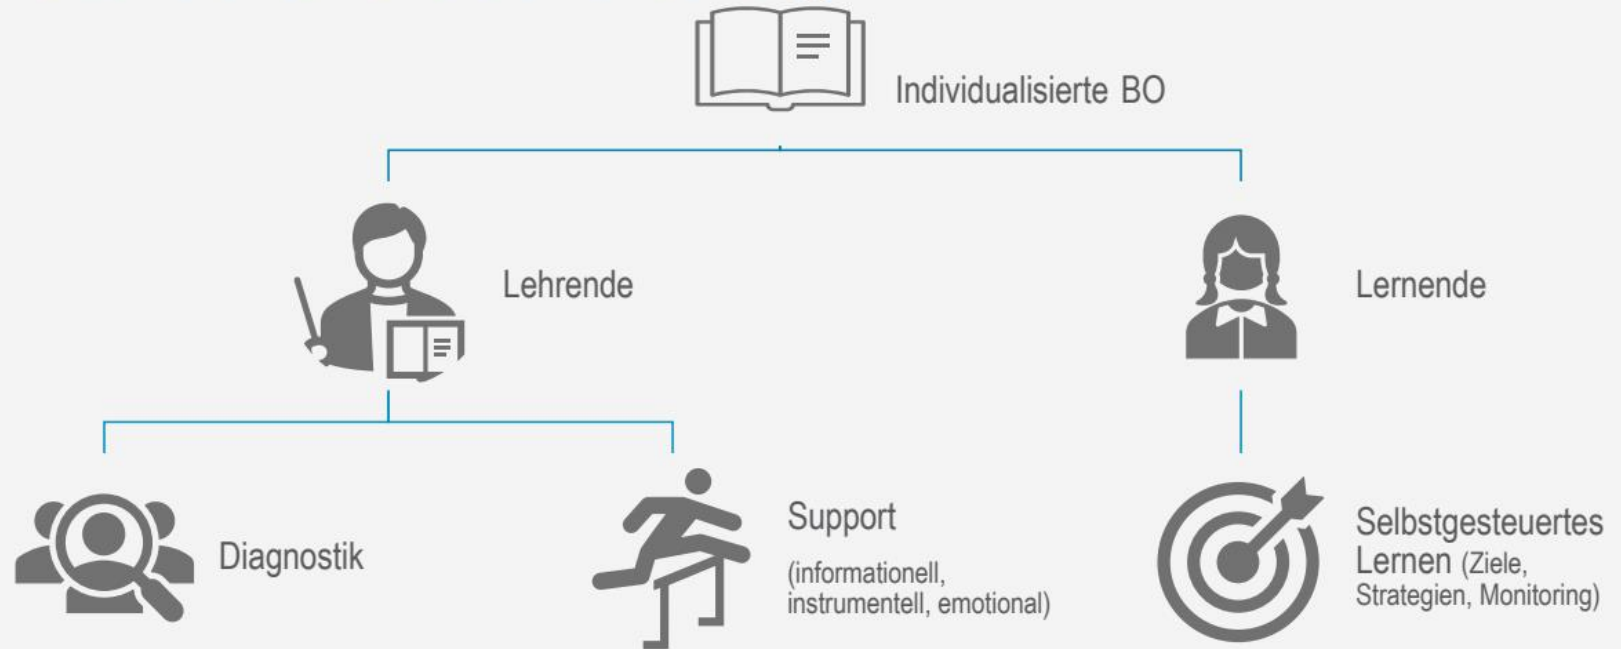 Individualisierte BO
Lehrende
Lernende
Diagnostik
Support
(informationell,
instrumentell, emotional)
Selbstgesteuertes
Lernen (Ziele,
Strategien, Monitoring)